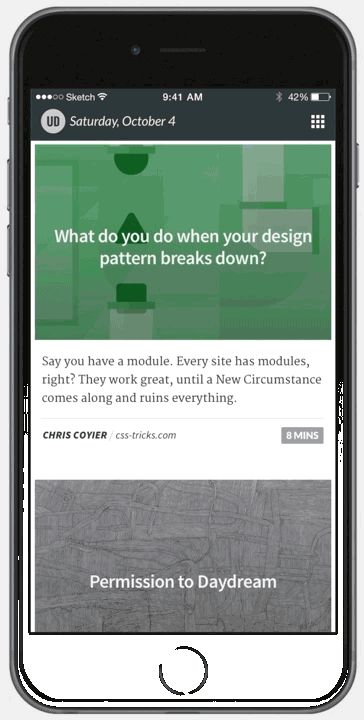 Sketch 9:41 AM 42%
UD Saturday, October 4
What do you do when your design
pattern breaks down?
Say you have a module. Every site has modules,
right? They work great, until a New Circumstance
comes along and ruins everything.
CHRIS COYIER / css-tricks.com 8 MINS
Permission to Daydream